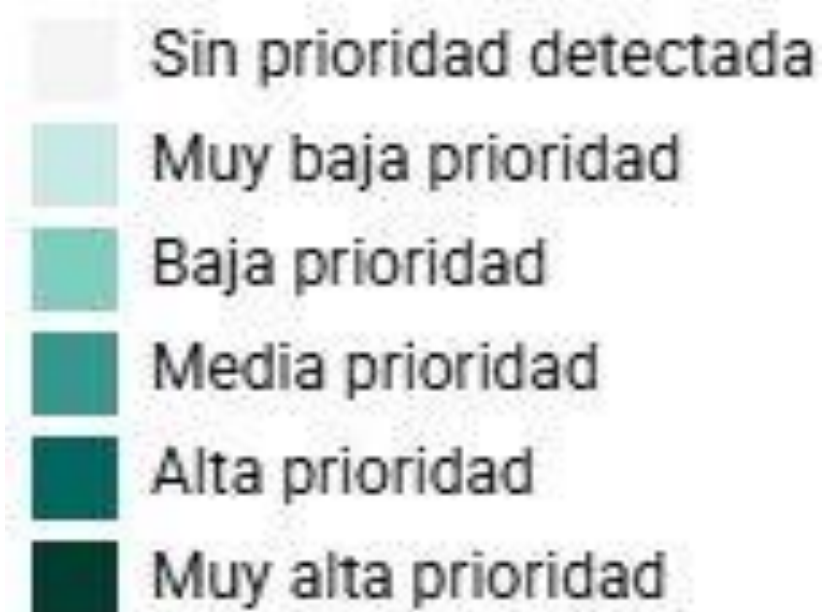 Sin prioridad detectada
Muy baja prioridad
Baja prioridad
Media prioridad
Alta prioridad
Muy alta prioridad